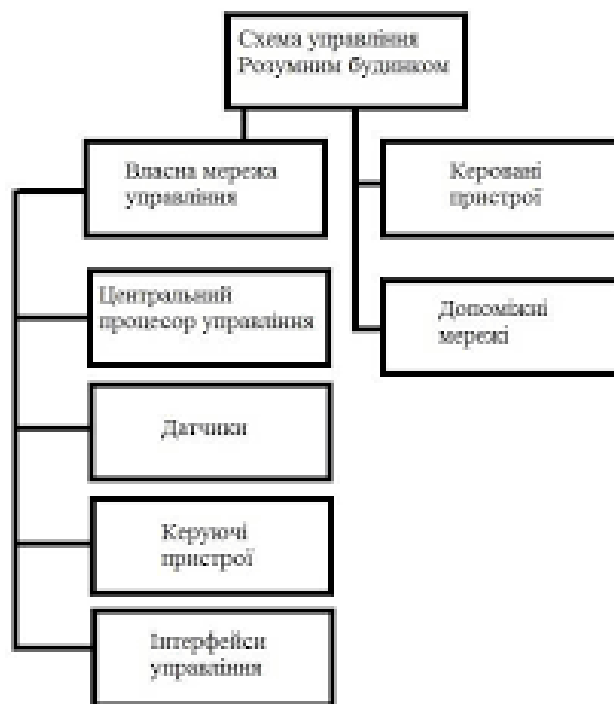 Схема управління
Розумним будинком
Власна мережа
управління
Керовані
пристрої
Центральний
процесор управління
Допоміжні
мережі
Датчики
Керуючі
пристрої
Інтерфейси
управління